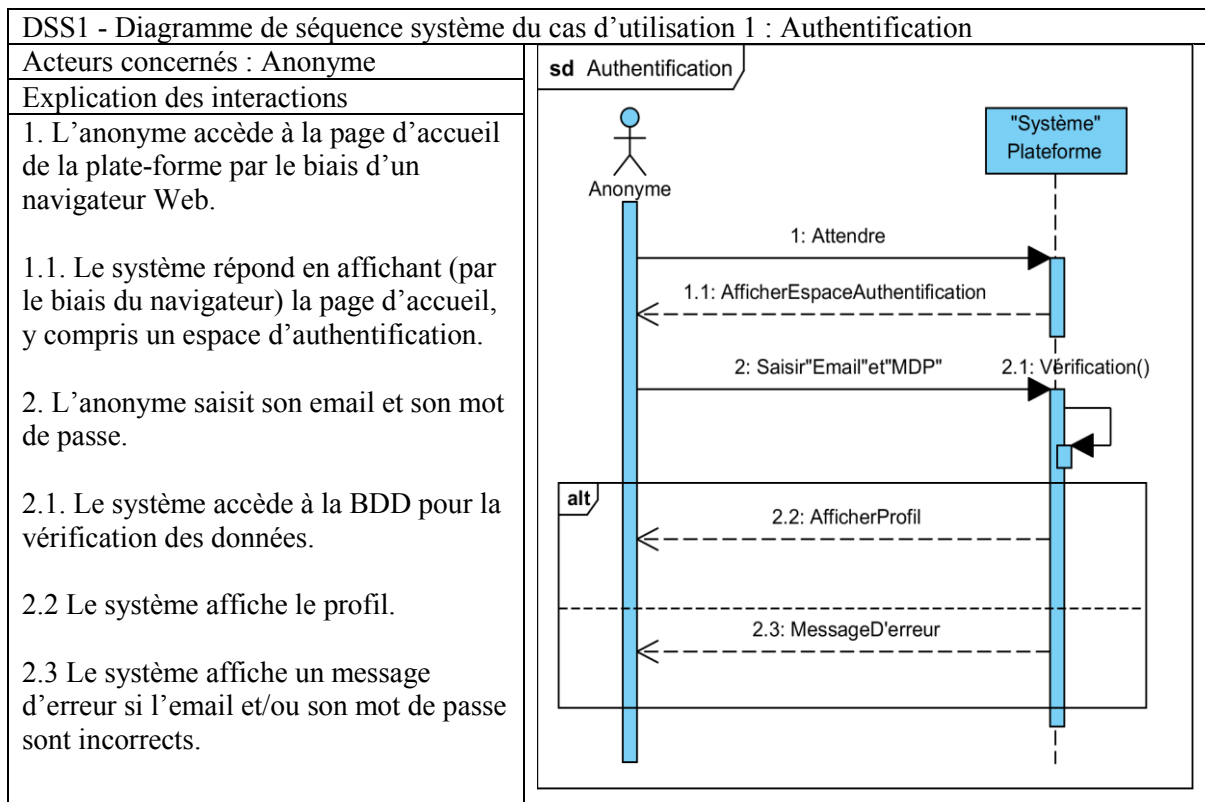 DSS1 - Diagramme de séquence système du cas d’utilisation 1 : Authentification
Acteurs concernés : Anonyme
Explication des interactions
1. L’anonyme accède à la page d’accueil
de la plate-forme par le biais d’un
navigateur Web.
1.1. Le système répond en affichant (par
le biais du navigateur) la page d’accueil,
y compris un espace d’authentification.
2. L’anonyme saisit son email et son mot
de passe.
2.1. Le système accède à la BDD pour la
vérification des données.
2.2 Le système affiche le profil.
2.3 Le système affiche un message
d’erreur si l’email et/ou son mot de passe
sont incorrects.
sd Authentification
"Système"
Plateforme
Anonyme
1: Attendre
1.1: AfficherEspaceAuthentification
2: Saisir"Email"et"MDP"
2.1: Vérification()
alt
2.2: AfficherProfil
2.3: MessageD'erreur